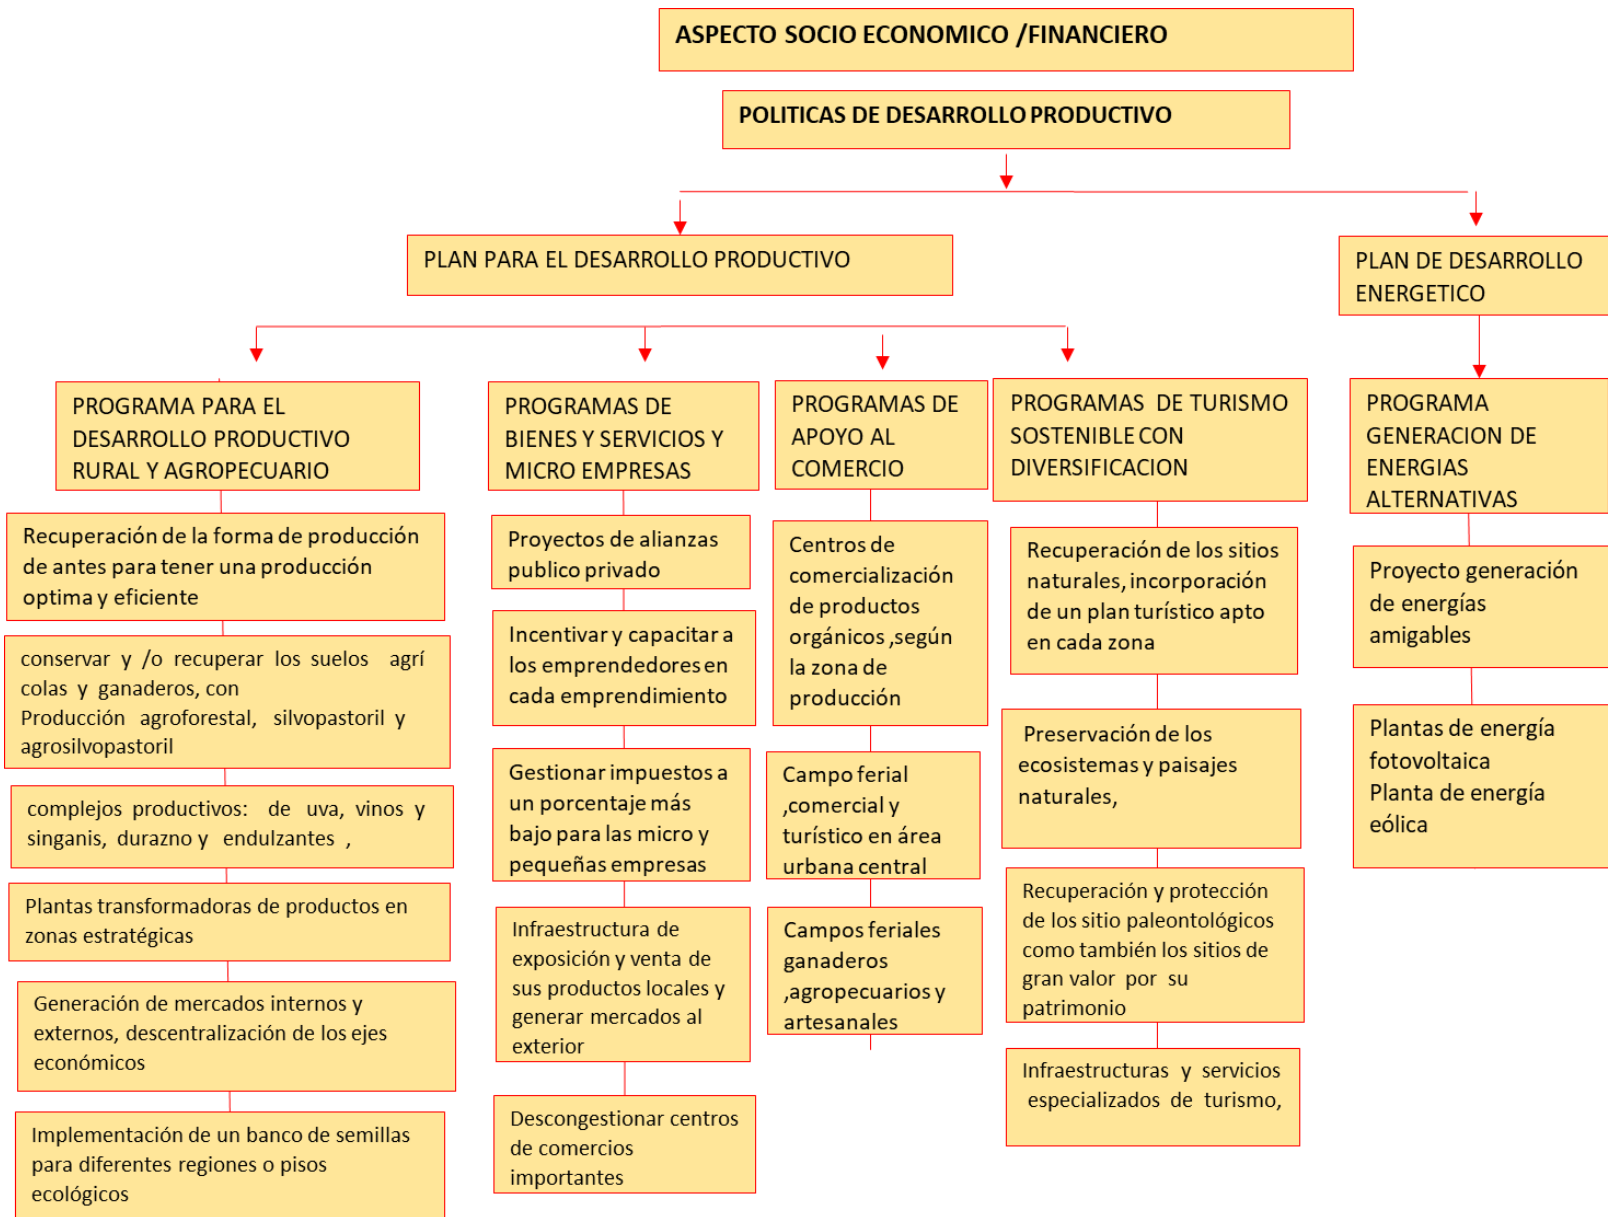 ASPECTO SOCIO ECONOMICO /FINANCIERO
POLITICAS DE DESARROLLO PRODUCTIVO
PLAN PARA EL DESARROLLO PRODUCTIVO
PLAN DE DESARROLLO
ENERGETICO
PROGRAMA PARA EL
DESARROLLO PRODUCTIVO
RURAL Y AGROPECUARIO
Recuperación de la forma de producción
de antes para tener una producción
optima y eficiente
conservar y /o recuperar los suelos agrí
colas y ganaderos, con
Producción agroforestal, silvopastoril y
agrosilvopastoril
complejos productivos: de uva, vinos y
singanis, durazno y endulzantes ,
Plantas transformadoras de productos en
zonas estratégicas
Generación de mercados internos y
externos, descentralización de los ejes
económicos
Implementación de un banco de semillas
para diferentes regiones o pisos
ecológicos
PROGRAMAS DE
BIENES Y SERVICIOS Y
MICRO EMPRESAS
Proyectos de alianzas
publico privado
Incentivar y capacitar a
los emprendedores en
cada emprendimiento
Gestionar impuestos a
un porcentaje más
bajo para las micro y
pequeñas empresas
Infraestructura de
exposición y venta de
sus productos locales y
generar mercados al
exterior
Descongestionar centros
de comercios
importantes
PROGRAMAS DE
APOYO AL
COMERCIO
Centros de
comercialización
de productos
orgánicos ,según
la zona de
producción
Campo ferial
,comercial y
turístico en área
urbana central
Campos feriales
ganaderos
,agropecuarios y
artesanales
PROGRAMAS DE TURISMO
SOSTENIBLE CON
DIVERSIFICACION
Recuperación de los sitios
naturales, incorporación
de un plan turístico apto
en cada zona
Preservación de los
ecosistemas y paisajes
naturales,
Recuperación y protección
de los sitio paleontológicos
como también los sitios de
gran valor por su
patrimonio
Infraestructuras y servicios
especializados de turismo,
PROGRAMA
GENERACION DE
ENERGIAS
ALTERNATIVAS
Proyecto generación
de energías
amigables
Plantas de energía
fotovoltaica
Planta de energía
eólica